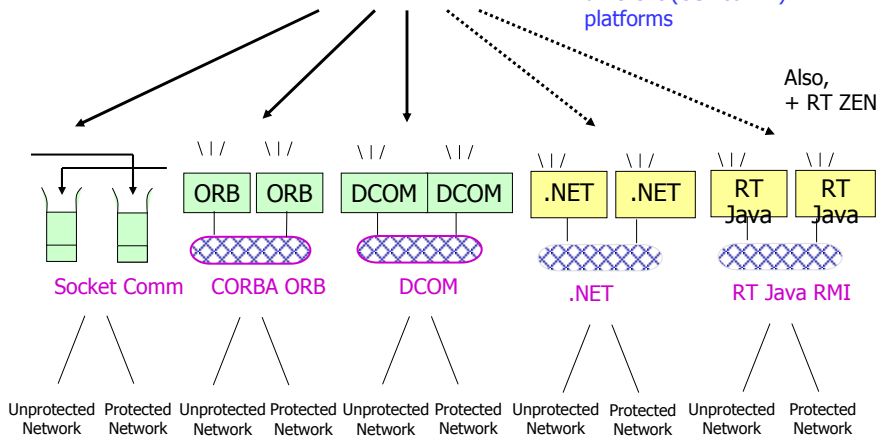 platforms
Also,
+ RT ZEN
ORB ORB DCOM DCOM .NET .NET RT Java RT Java
Socket Comm CORBA ORB DCOM .NET RT Java RMI
Unprotected Network Protected Network Unprotected Network Protected Network Unprotected Network Protected Network Unprotected Network Protected Network Unprotected Network Protected Network